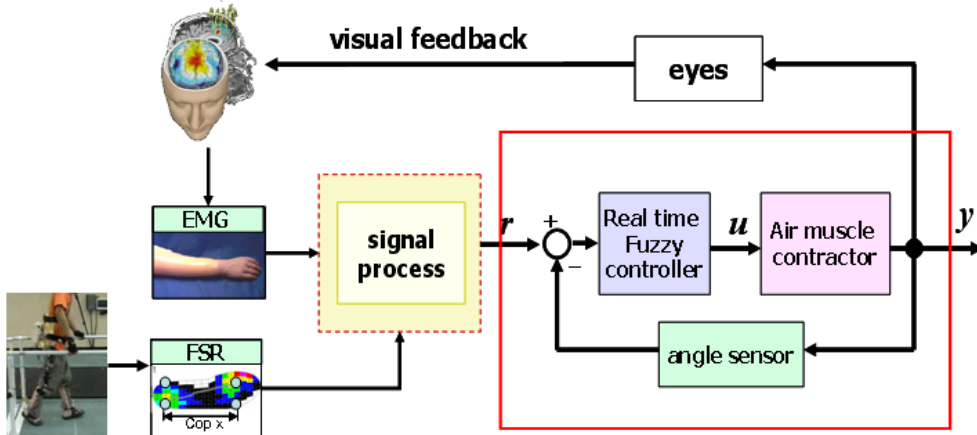 visual feedback
eyes
EMG
signal
process
r
+
−
Real time
Fuzzy
controller
u
Air muscle
contractor
y
angle sensor
FSR
Cop x